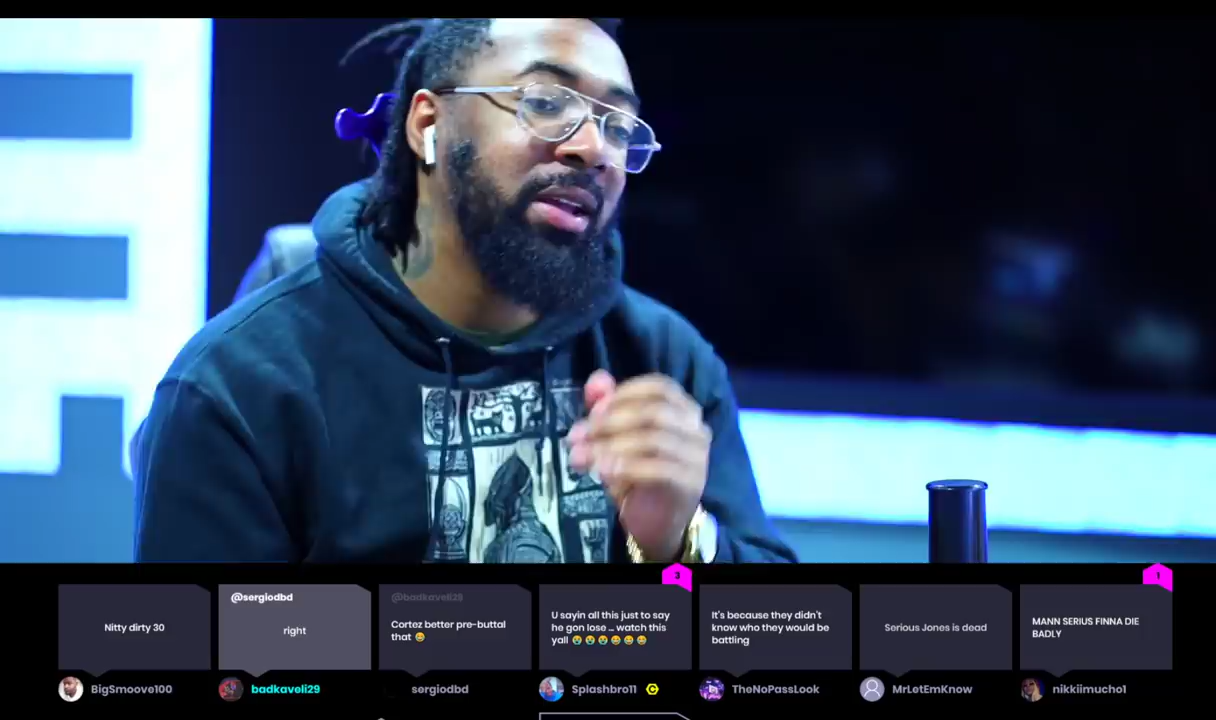 3
1
Nitty dirty 30
@sergiodbd
right
@badkaveli29
Cortez better pre-buttal
that 😄
U sayin all this just to say
he gon lose ... watch this
yall 😭😭😭😭😭😭
It's because they didn't
know who they would be
battling
Serious Jones is dead
MANN SERIUS FINNA DIE
BADLY
BigSmoove100
badkaveli29
sergiodbd
Splashbro11 C
TheNoPassLook
MrLetEmKnow
nikkiimucho1